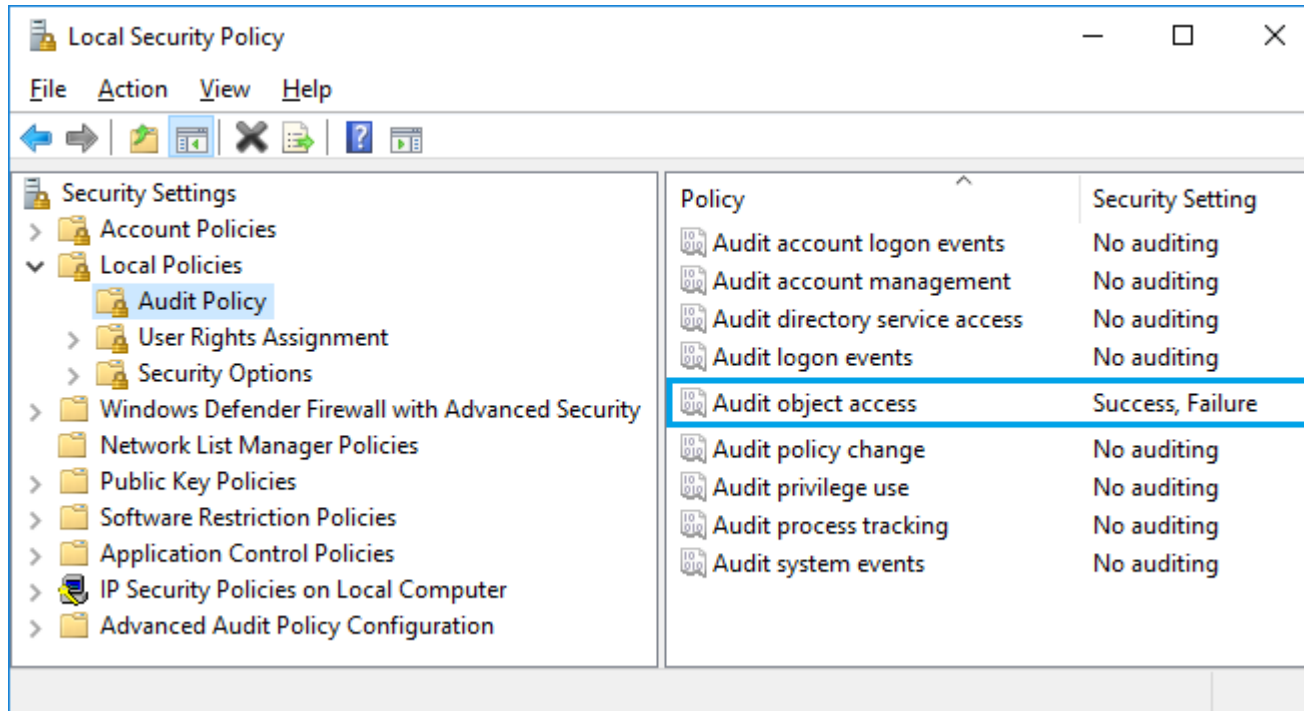 Local Security Policy
File Action View Help
Security Settings
Account Policies
Local Policies
Audit Policy
User Rights Assignment
Security Options
Windows Defender Firewall with Advanced Security
Network List Manager Policies
Public Key Policies
Software Restriction Policies
Application Control Policies
IP Security Policies on Local Computer
Advanced Audit Policy Configuration
Policy Security Setting
Audit account logon events No auditing
Audit account management No auditing
Audit directory service access No auditing
Audit logon events No auditing
Audit object access Success, Failure
Audit policy change No auditing
Audit privilege use No auditing
Audit process tracking No auditing
Audit system events No auditing